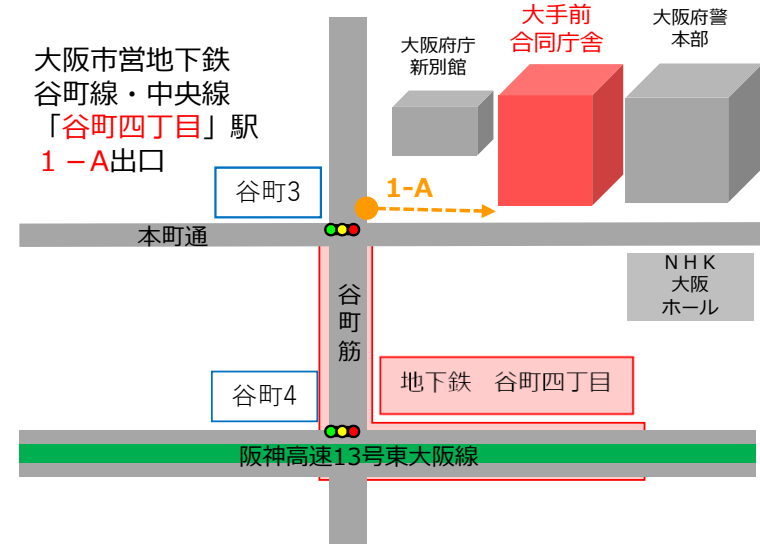 大阪市営地下鉄
谷町線・中央線
「谷町四丁目」駅
１－A出口
大阪府庁
新別館
大手前
合同庁舎
大阪府警
本部
谷町3
1-A
本町通
ＮＨＫ
大阪
ホール
谷町筋
谷町4
地下鉄　谷町四丁目
阪神高速13号東大阪線